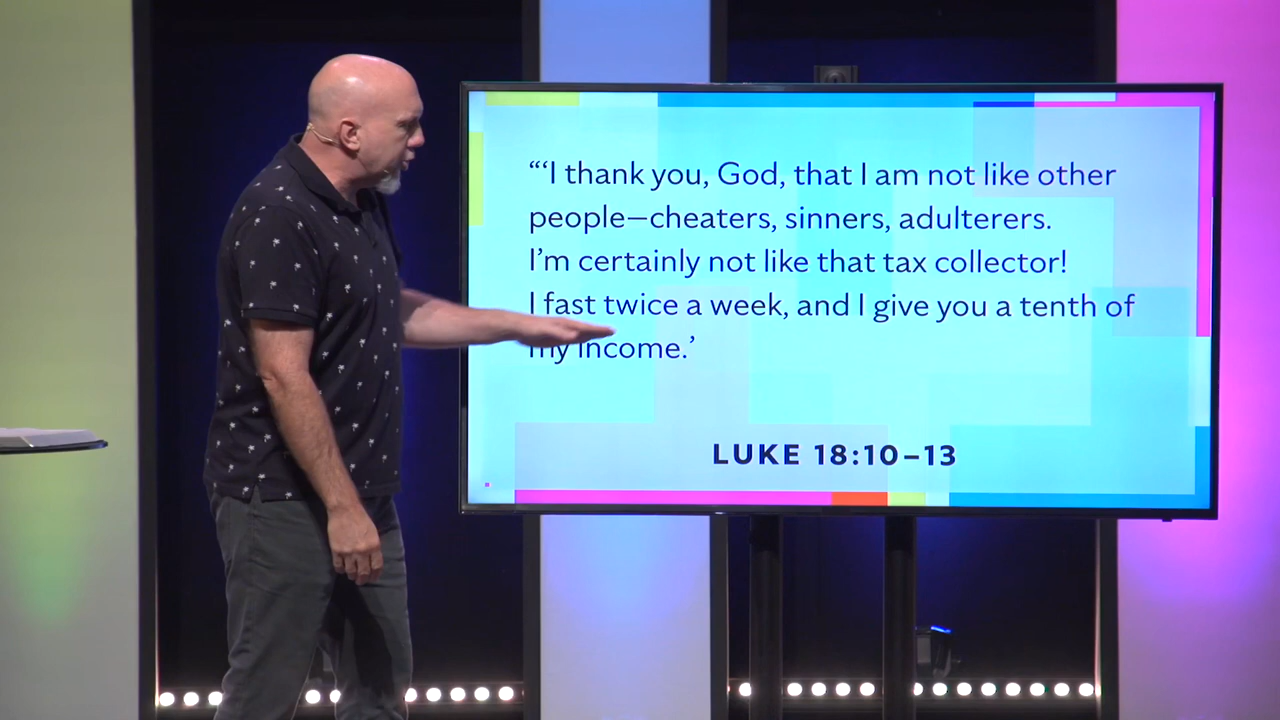 “‘I thank you, God, that I am not like other
people—cheaters, sinners, adulterers.
I’m certainly not like that tax collector!
I fast twice a week, and I give you a tenth of
my income.’
LUKE 18:10–13